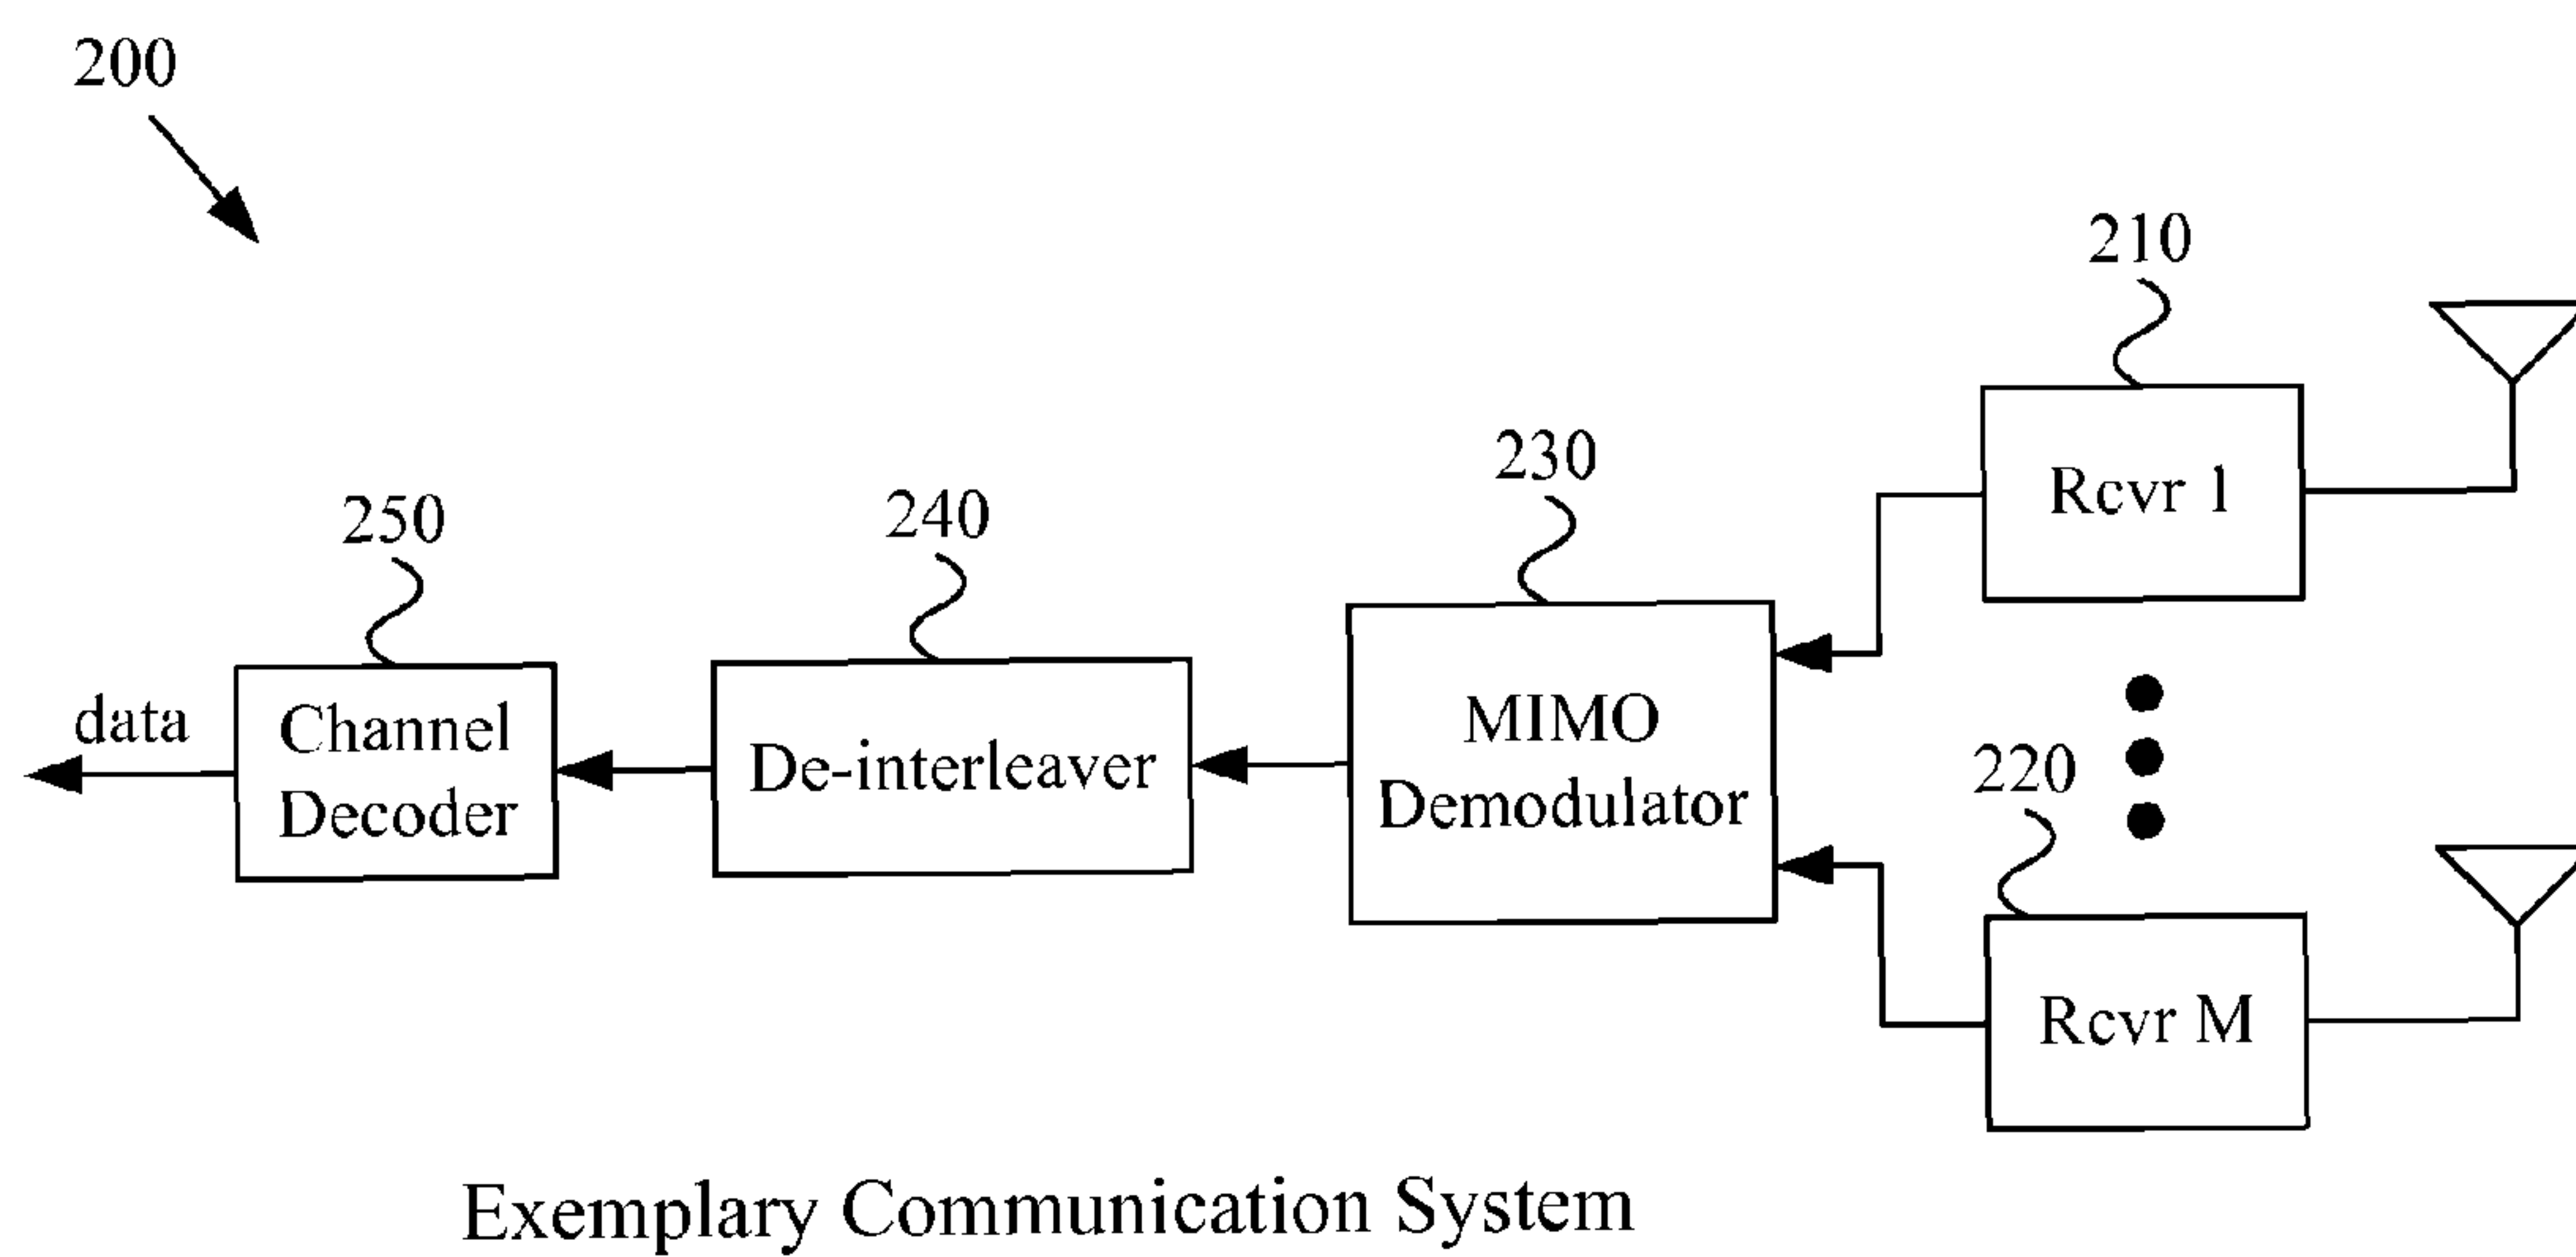 200
210
Rcvr 1
230
250
240
MIMO
Demodulator
data
Channel
Decoder
De-interleaver
220
Rcvr M
Exemplary Communication System